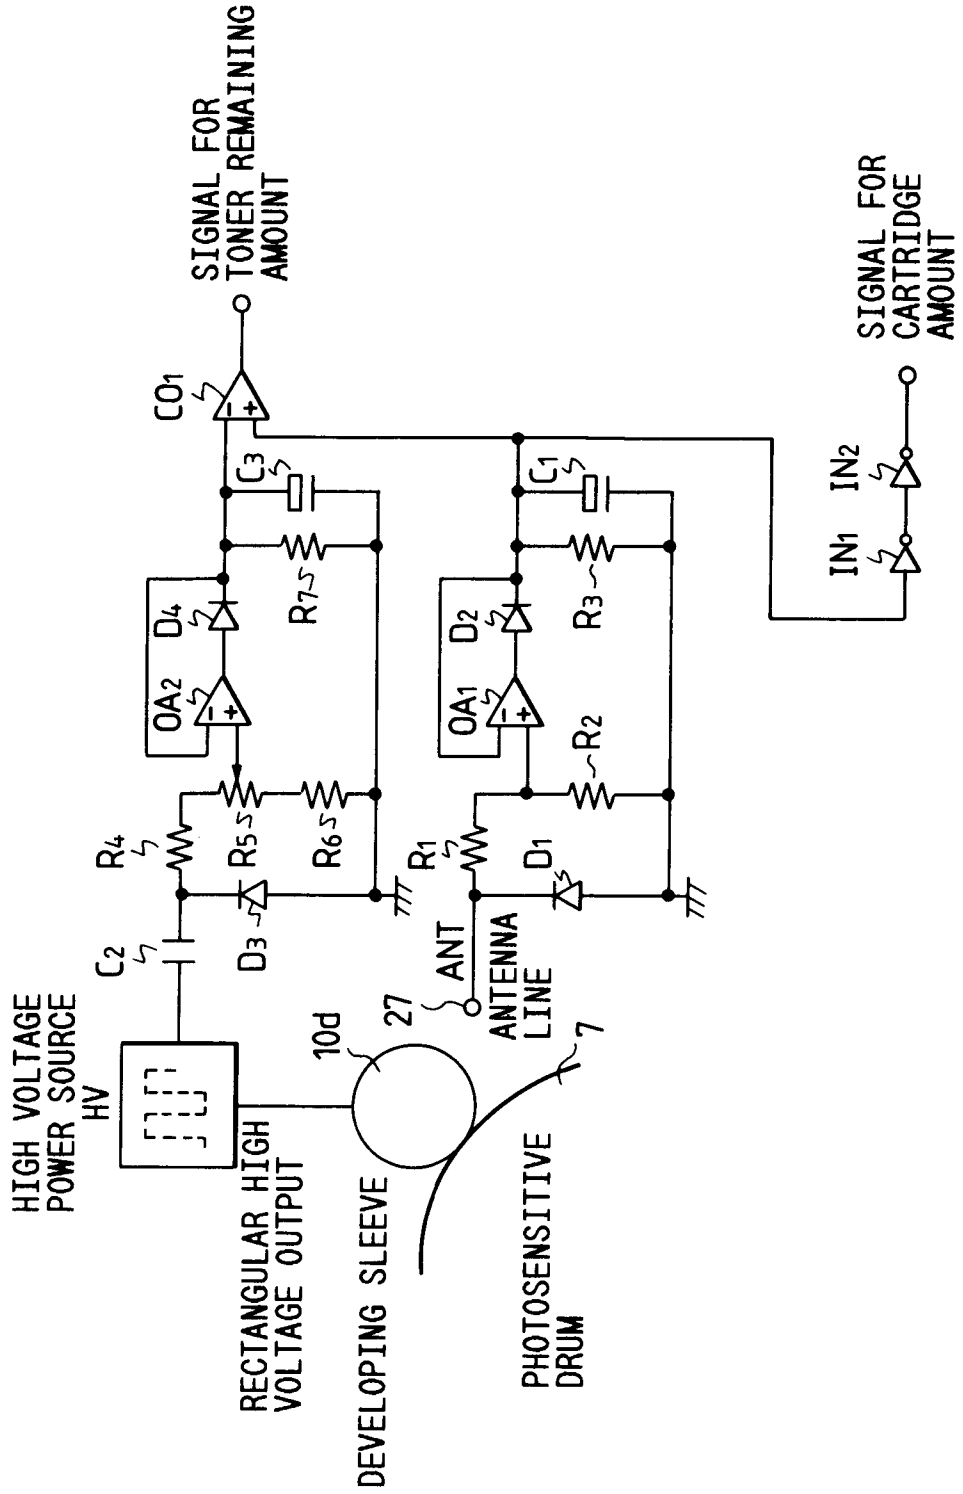 HIGH VOLTAGE
POWER SOURCE
HV
C2
R4
D3
R5
R6
OA2
-
+
D4
R7
C3
CO1
-
+
SIGNAL FOR
TONER REMAINING
AMOUNT
RECTANGULAR HIGH
VOLTAGE OUTPUT
10d
DEVELOPING SLEEVE
27
ANT
ANTENNA
LINE
7
PHOTOSENSITIVE
DRUM
R1
D1
R2
OA1
-
+
D2
R3
C1
IN1
IN2
SIGNAL FOR
CARTRIDGE
AMOUNT